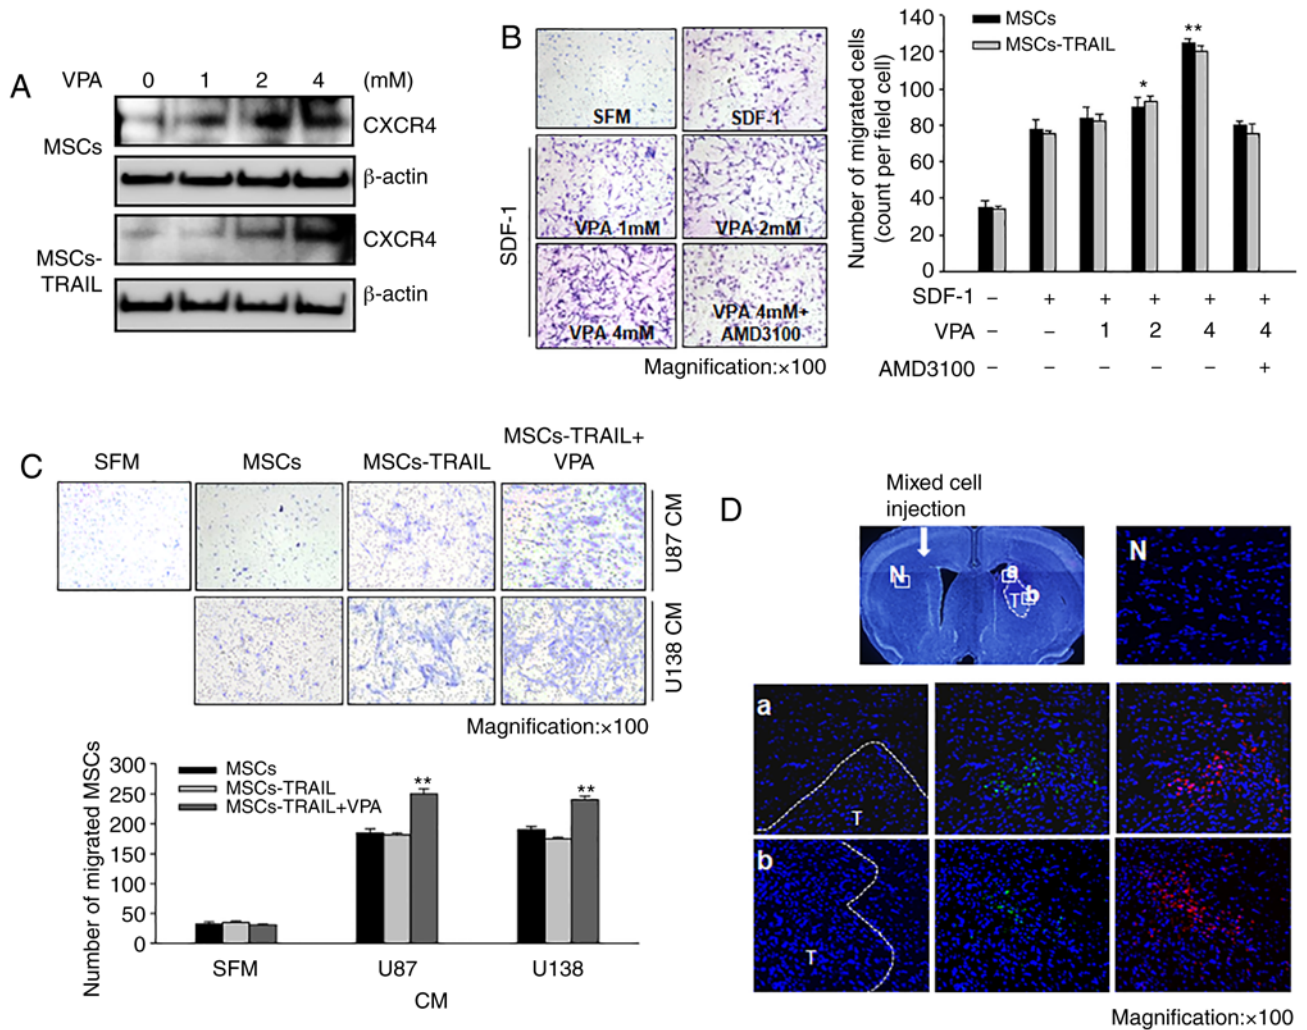 A
VPA 0 1 2 4 (mM)
MSCs
CXCR4
β-actin
MSCs-
TRAIL
CXCR4
β-actin
B
SFM
SDF-1
SDF-1
VPA 1mM
VPA 2mM
VPA 4mM
VPA 4mM+
AMD3100
Magnification:×100
Number of migrated cells
(count per field cell)
140
120
100
80
60
40
20
0
MSCs
MSCs-TRAIL
*
**
SDF-1 – + + + + +
VPA – – 1 2 4 4
AMD3100 – – – – – +
C
SFM
MSCs
MSCs-TRAIL
MSCs-TRAIL+
VPA
U87 CM
U138 CM
Magnification:×100
Number of migrated MSCs
300
250
200
150
100
50
0
MSCs
MSCs-TRAIL
MSCs-TRAIL+VPA
**
**
SFM U87 U138
CM
D
Mixed cell
injection
N
a
T
b
N
a
T
b
T
Magnification:×100